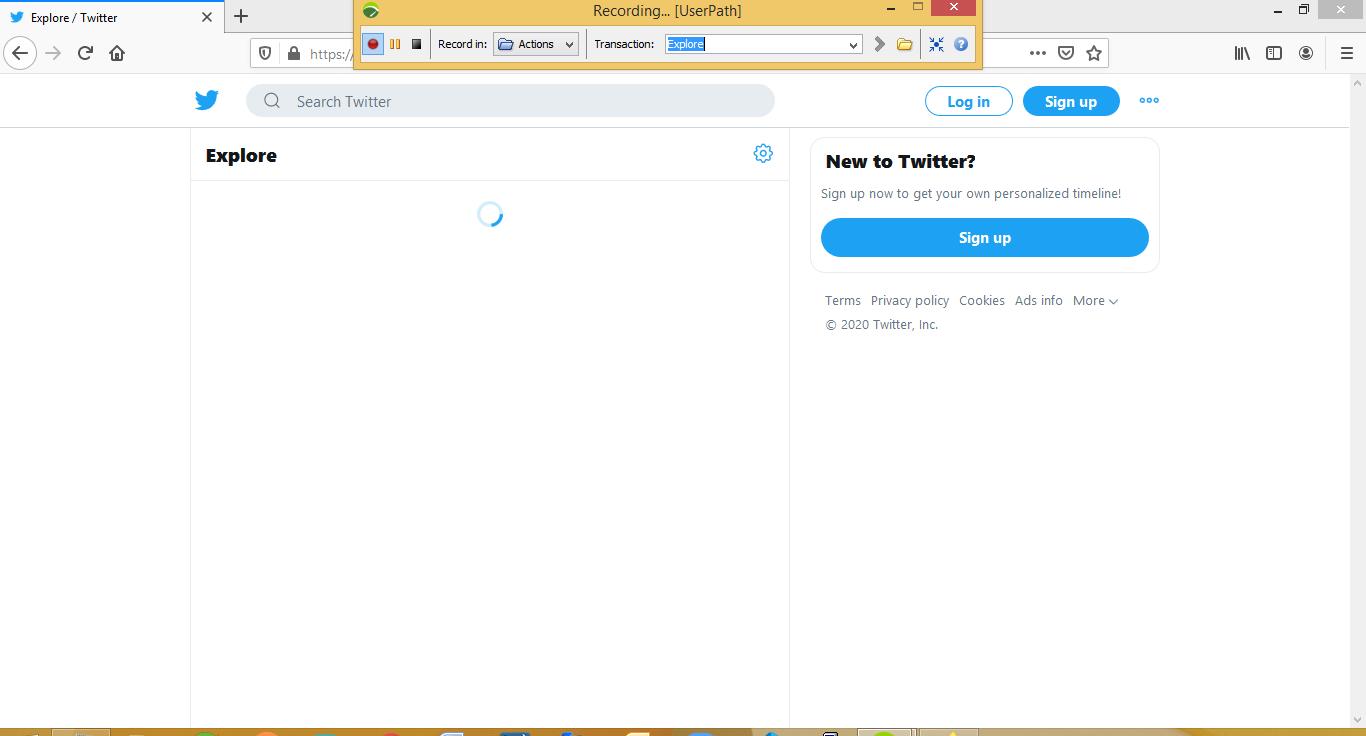 Explore / Twitter
Recording... [UserPath]
Record in: Actions Transaction: Explore
https:/
Search Twitter
Log in
Sign up
Explore
New to Twitter?
Sign up now to get your own personalized timeline!
Sign up
Terms Privacy policy Cookies Ads info More
© 2020 Twitter, Inc.